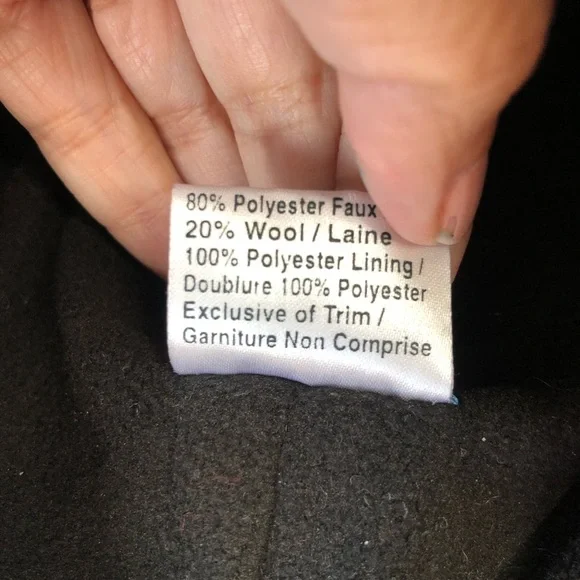 80% Polyester Faux
20% Wool / Laine
100% Polyester Lining /
Doublure 100% Polyester
Exclusive of Trim /
Garniture Non Comprise